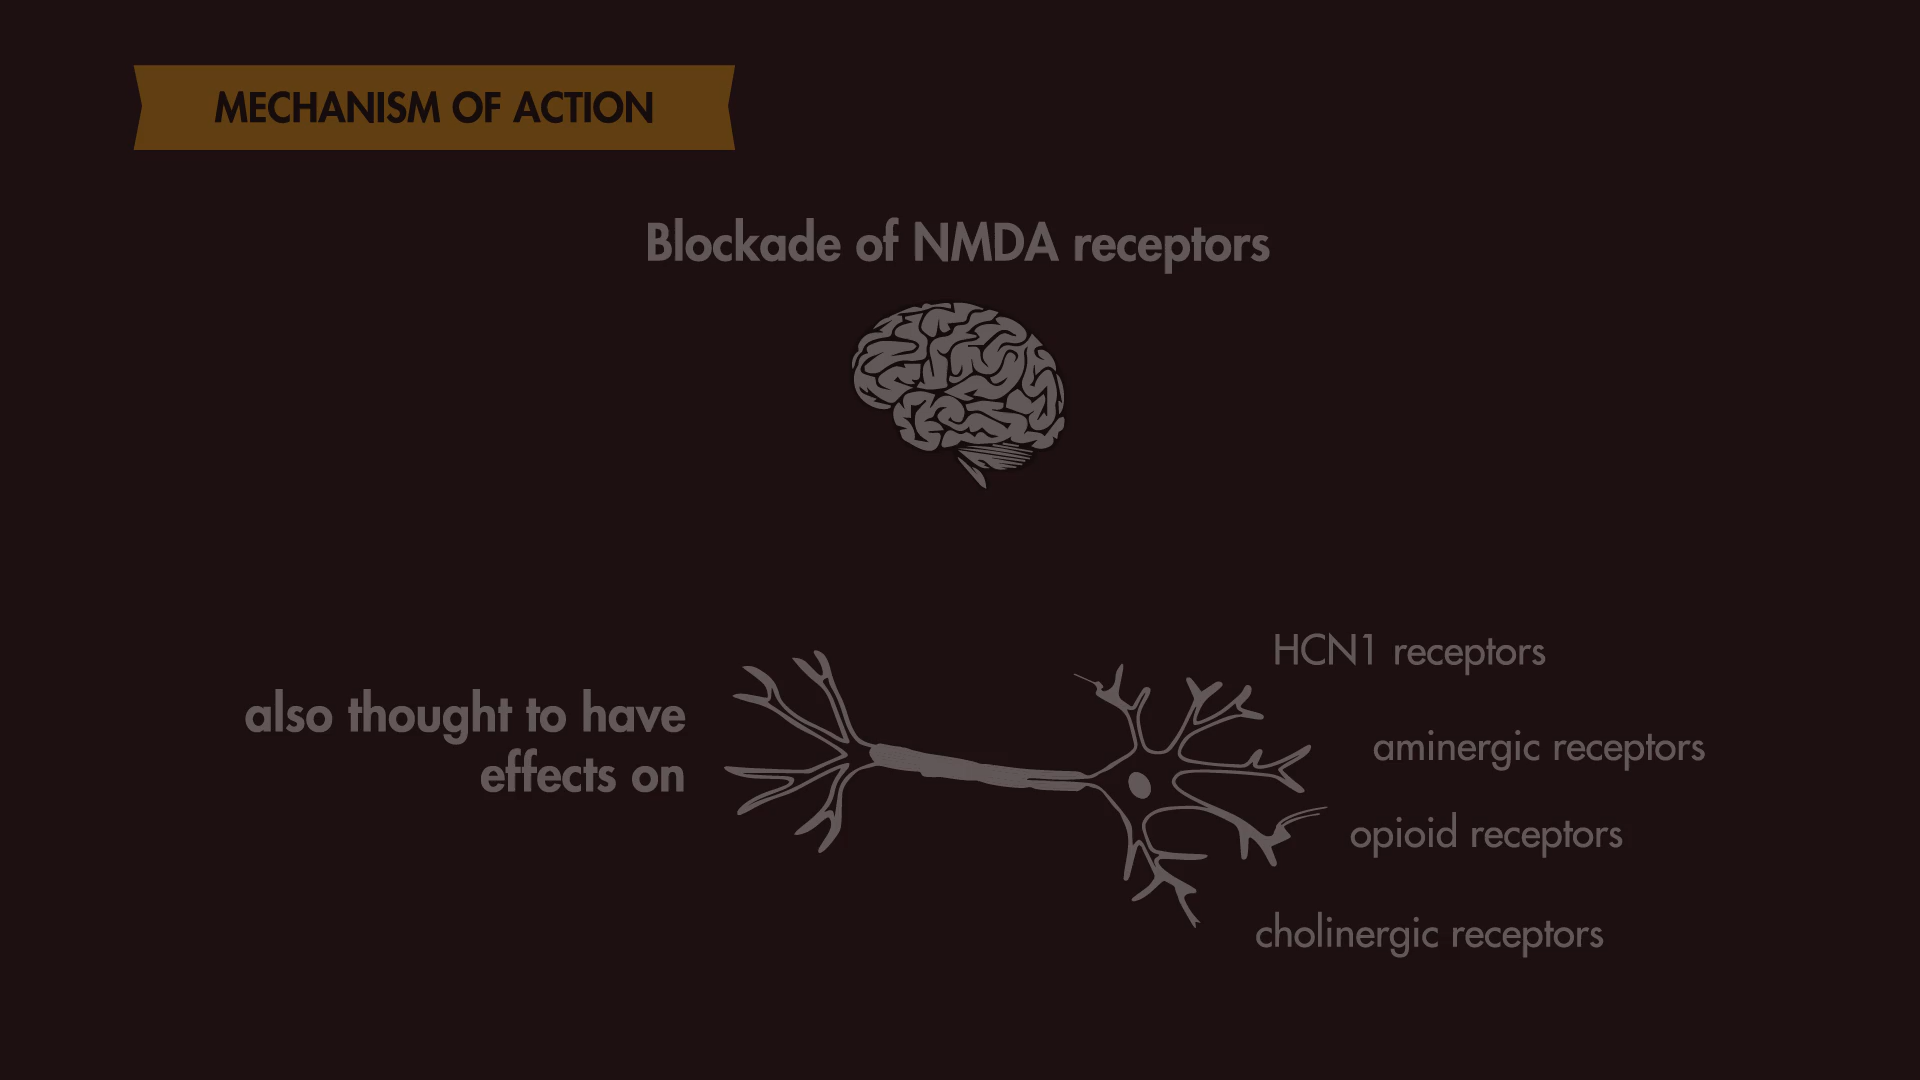 MECHANISM OF ACTION
Blockade of NMDA receptors
also thought to have
effects on
HCN1 receptors
aminergic receptors
opioid receptors
cholinergic receptors